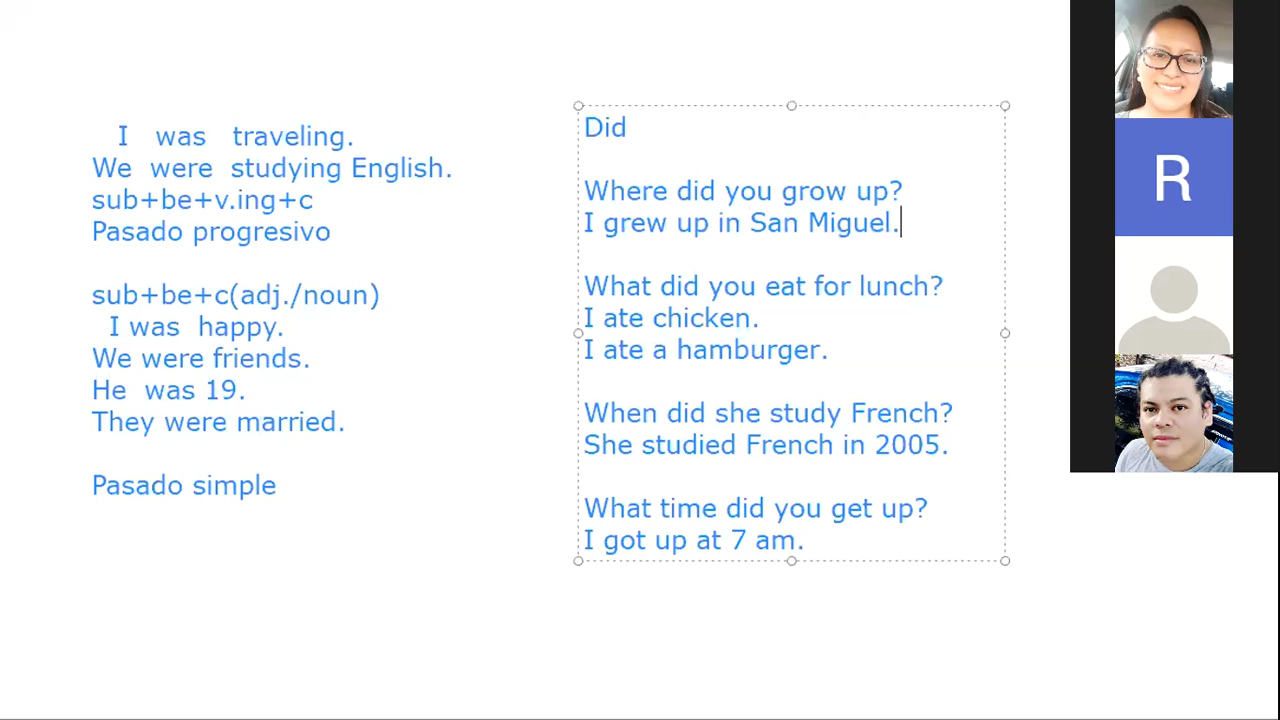 I was traveling.
We were studying English.
sub+be+v.ing+c
Pasado progresivo
sub+be+c(adj./noun)
I was happy.
We were friends.
He was 19.
They were married.
Pasado simple
Did
Where did you grow up?
I grew up in San Miguel.
What did you eat for lunch?
I ate chicken.
I ate a hamburger.
When did she study French?
She studied French in 2005.
What time did you get up?
I got up at 7 am.
R